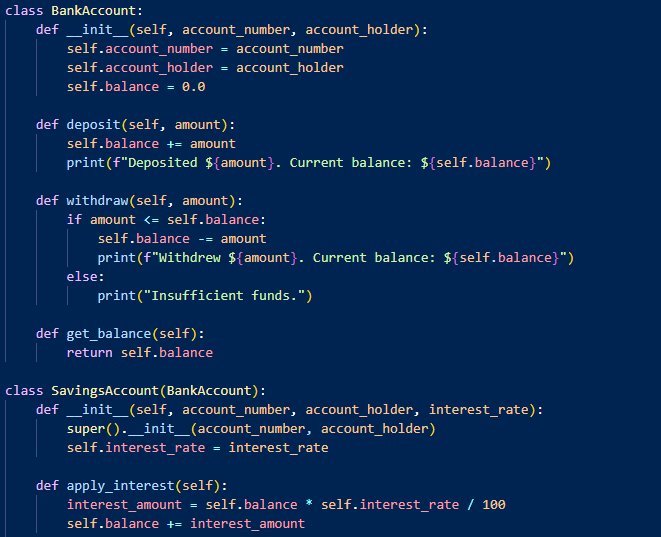 class BankAccount:
    def __init__(self, account_number, account_holder):
        self.account_number = account_number
        self.account_holder = account_holder
        self.balance = 0.0

    def deposit(self, amount):
        self.balance += amount
        print(f"Deposited ${amount}. Current balance: ${self.balance}")

    def withdraw(self, amount):
        if amount <= self.balance:
            self.balance -= amount
            print(f"Withdrew ${amount}. Current balance: ${self.balance}")
        else:
            print("Insufficient funds.")

    def get_balance(self):
        return self.balance

class SavingsAccount(BankAccount):
    def __init__(self, account_number, account_holder, interest_rate):
        super().__init__(account_number, account_holder)
        self.interest_rate = interest_rate

    def apply_interest(self):
        interest_amount = self.balance * self.interest_rate / 100
        self.balance += interest_amount